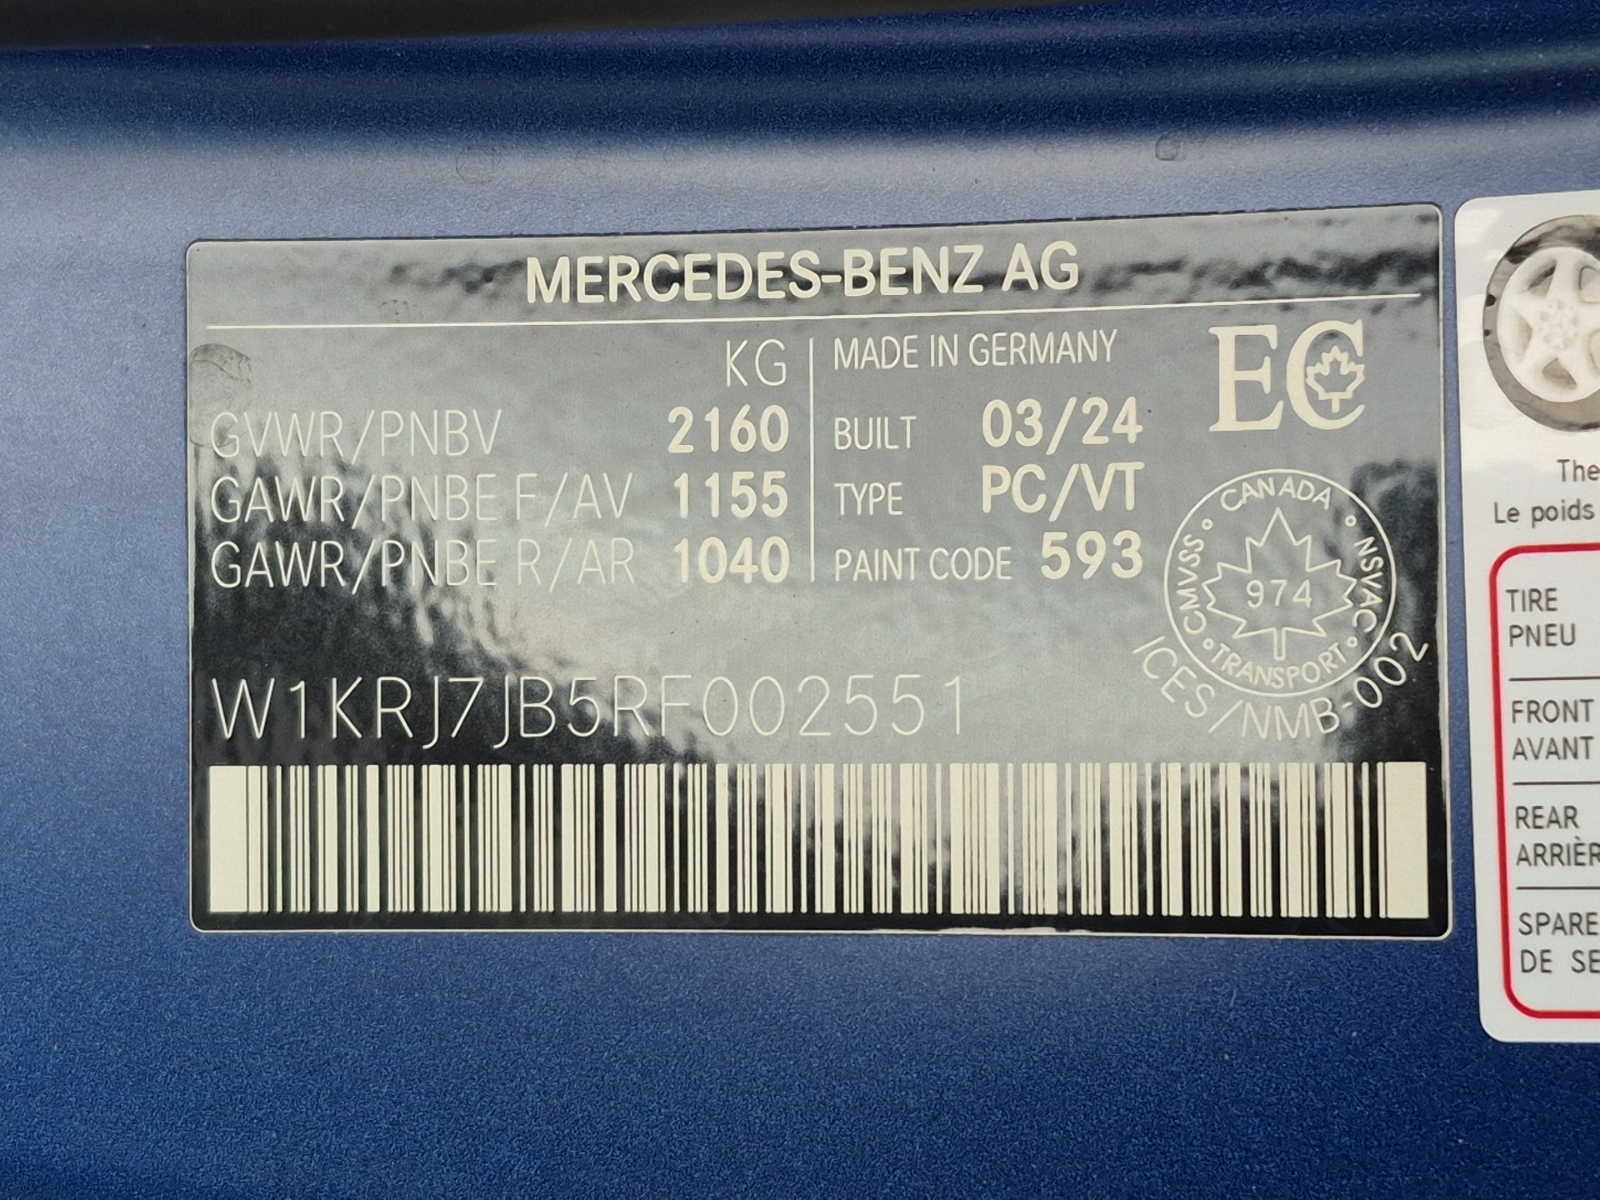 MERCEDES-BENZ AG
KG
GVWR/PNBV 2160
GAWR/PNBE F/AV 1155
GAWR/PNBE R/AR 1040
MADE IN GERMANY
BUILT 03/24
TYPE PC/VT
PAINT CODE 593
EC
CANADA
CMVSS • NSVAC
974
TRANSPORT
ICES/NMB-002
W1KRJ7JB5RF002551
The
Le poids
TIRE
PNEU
FRONT
AVANT
REAR
ARRIÈR
SPARE
DE SE